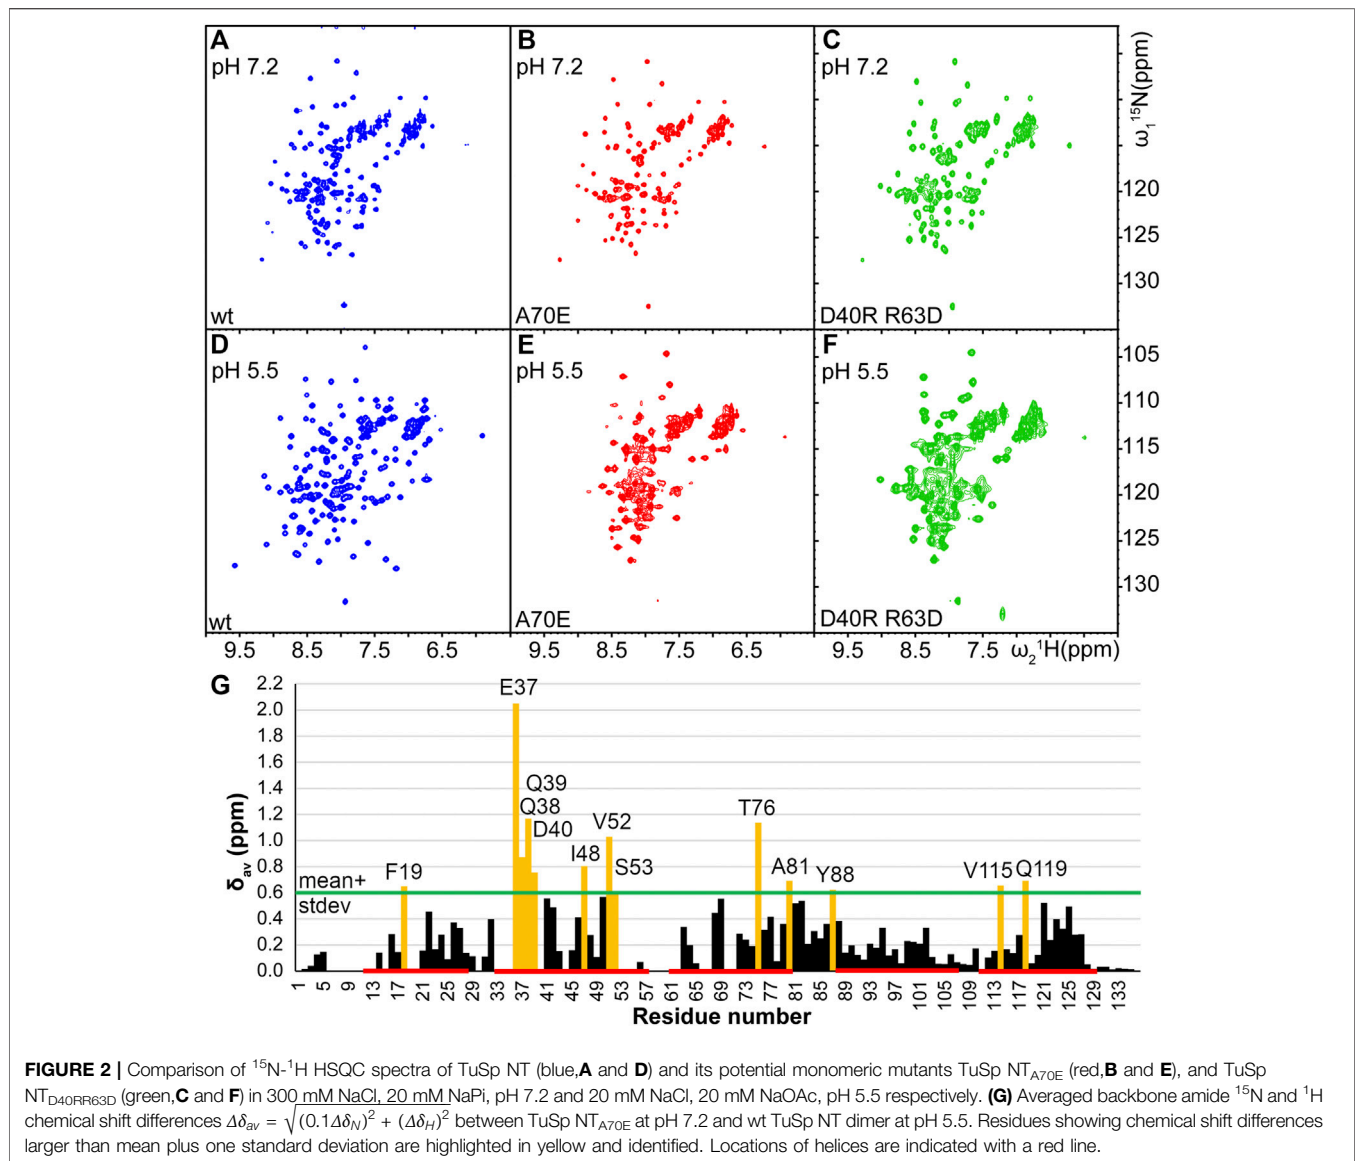 A
pH 7.2
wt
B
pH 7.2
A70E
C
pH 7.2
D40R R63D
ω₁ ¹⁵N(ppm)
120
125
130
D
pH 5.5
wt
E
pH 5.5
A70E
F
pH 5.5
D40R R63D
105
110
115
120
125
130
9.5 8.5 7.5 6.5 9.5 8.5 7.5 6.5 9.5 8.5 7.5 ω₂ ¹H(ppm)
G
δav (ppm)
2.2
2.0
1.8
1.6
1.4
1.2
1.0
0.8
0.6
0.4
0.2
0.0
mean+
stdev
F19
E37
Q39
Q38
D40
I48
V52
S53
T76
A81
Y88
V115
Q119
1 5 9 13 17 21 25 29 33 37 41 45 49 53 57 61 65 69 73 77 81 85 89 93 97 101 105 109 113 117 121 125 129 133
Residue number
FIGURE 2 | Comparison of ¹⁵N-¹H HSQC spectra of TuSp NT (blue,A and D) and its potential monomeric mutants TuSp NT_A70E (red,B and E), and TuSp
NT_D40RR63D (green,C and F) in 300 mM NaCl, 20 mM NaPi, pH 7.2 and 20 mM NaCl, 20 mM NaOAc, pH 5.5 respectively. (G) Averaged backbone amide ¹⁵N and ¹H
chemical shift differences Δδav = √(0.1ΔδN)² + (ΔδH)² between TuSp NT_A70E at pH 7.2 and wt TuSp NT dimer at pH 5.5. Residues showing chemical shift differences
larger than mean plus one standard deviation are highlighted in yellow and identified. Locations of helices are indicated with a red line.